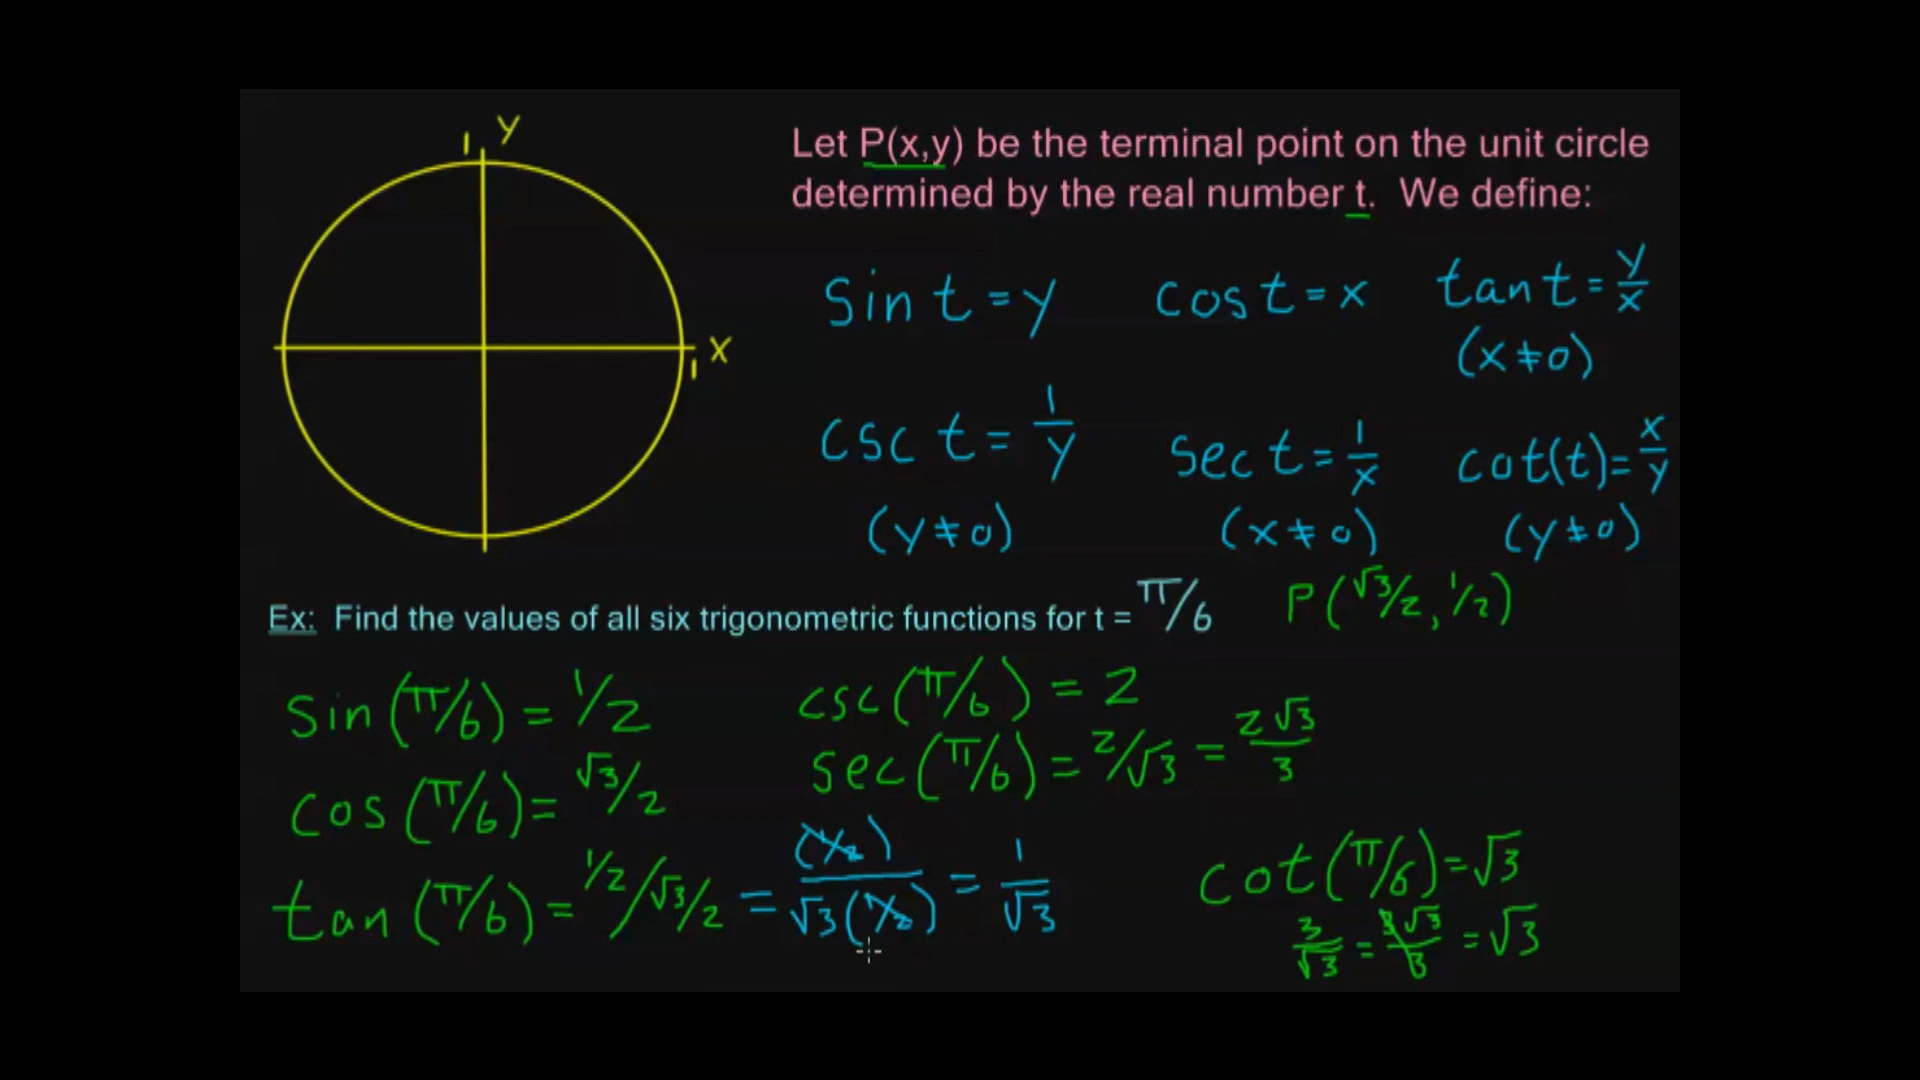 1 y
x
1
Let P(x,y) be the terminal point on the unit circle
determined by the real number t. We define:
sin t = y cos t = x tan t = y/x
(x ≠ 0)
csc t = 1/y sec t = 1/x cot(t) = x/y
(y ≠ 0) (x ≠ 0) (y ≠ 0)
Ex: Find the values of all six trigonometric functions for t = π/6 P(√3/2, 1/2)
sin(π/6) = 1/2 csc(π/6) = 2
cos(π/6) = √3/2 sec(π/6) = 2/√3 = 2√3/3
tan(π/6) = 1/2/√3/2 = (1/2)/√3(1/2) = 1/√3 cot(π/6) = √3
3/√3 = 3√3/3 = √3